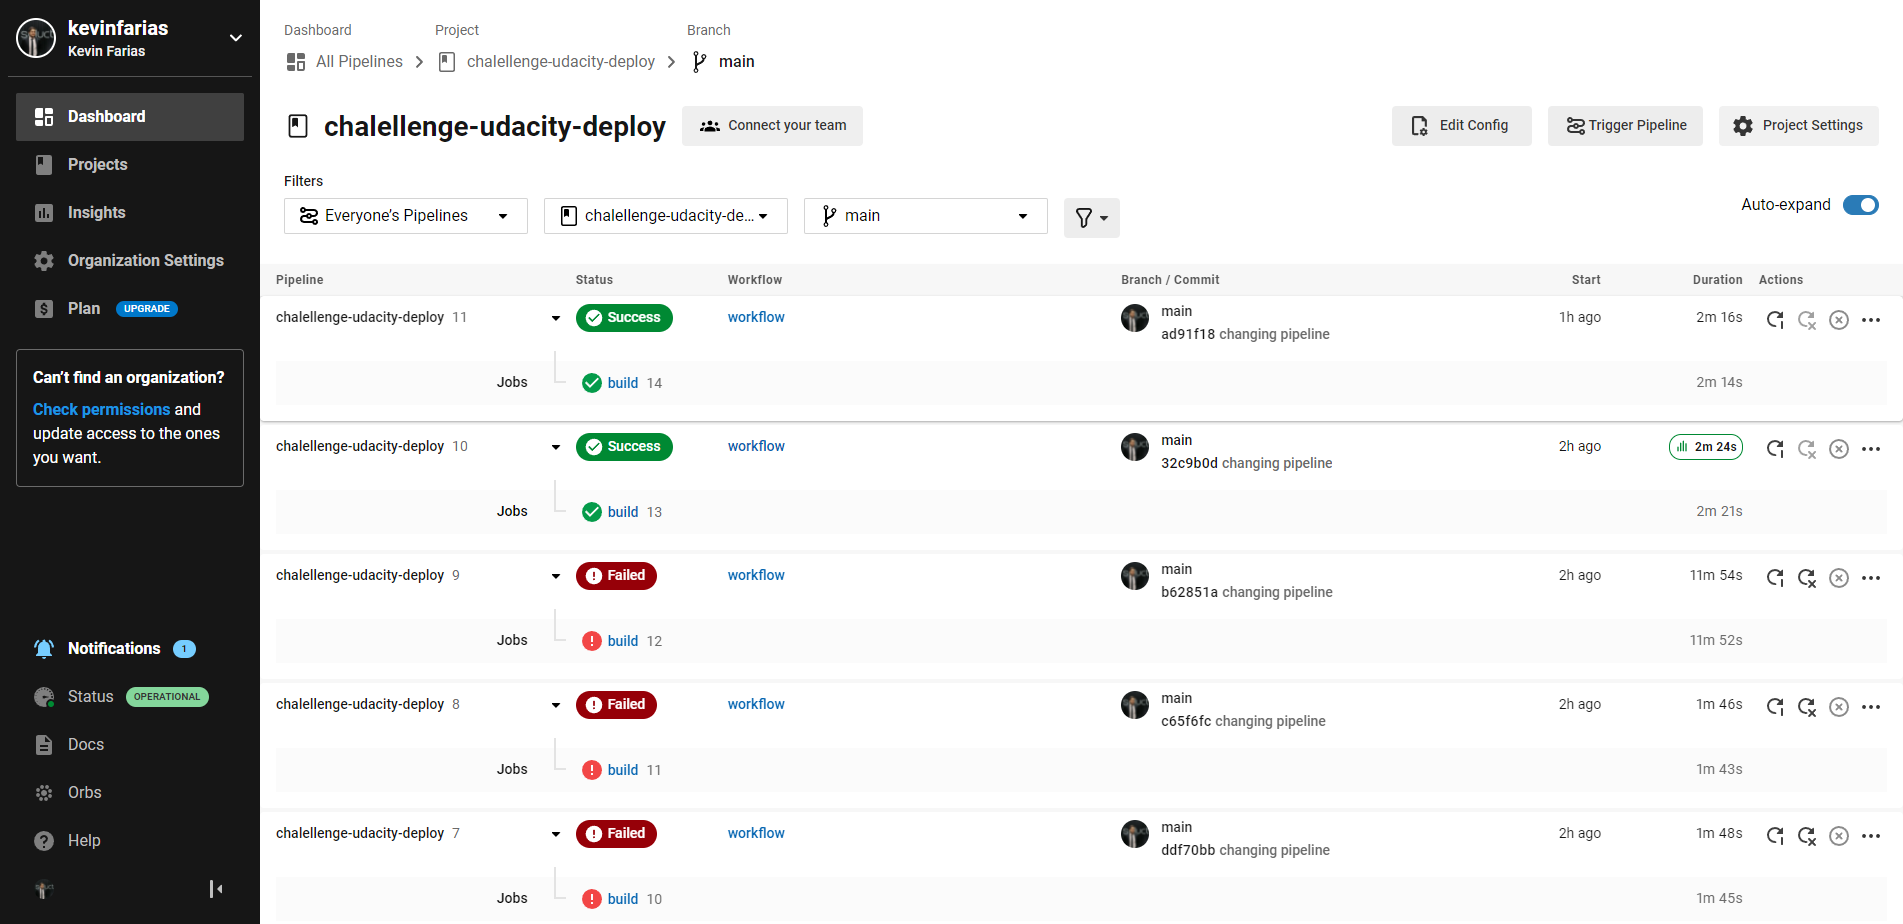 kevinfarias
Kevin Farias
Dashboard
Projects
Insights
Organization Settings
Plan UPGRADE
Can't find an organization?
Check permissions and
update access to the ones
you want.
Notifications 1
Status OPERATIONAL
Docs
Orbs
Help
Dashboard Project Branch
All Pipelines chalellenge-udacity-deploy main
chalellenge-udacity-deploy Connect your team Edit Config Trigger Pipeline Project Settings
Filters
Everyone's Pipelines chalellenge-udacity-de... main Auto-expand
Pipeline Status Workflow Branch / Commit Start Duration Actions
chalellenge-udacity-deploy 11 Success workflow main 1h ago 2m 16s
ad91f18 changing pipeline
Jobs build 14 2m 14s
chalellenge-udacity-deploy 10 Success workflow main 2h ago 2m 24s
32c9b0d changing pipeline
Jobs build 13 2m 21s
chalellenge-udacity-deploy 9 Failed workflow main 2h ago 11m 54s
b62851a changing pipeline
Jobs build 12 11m 52s
chalellenge-udacity-deploy 8 Failed workflow main 2h ago 1m 46s
c65f6fc changing pipeline
Jobs build 11 1m 43s
chalellenge-udacity-deploy 7 Failed workflow main 2h ago 1m 48s
ddf70bb changing pipeline
Jobs build 10 1m 45s